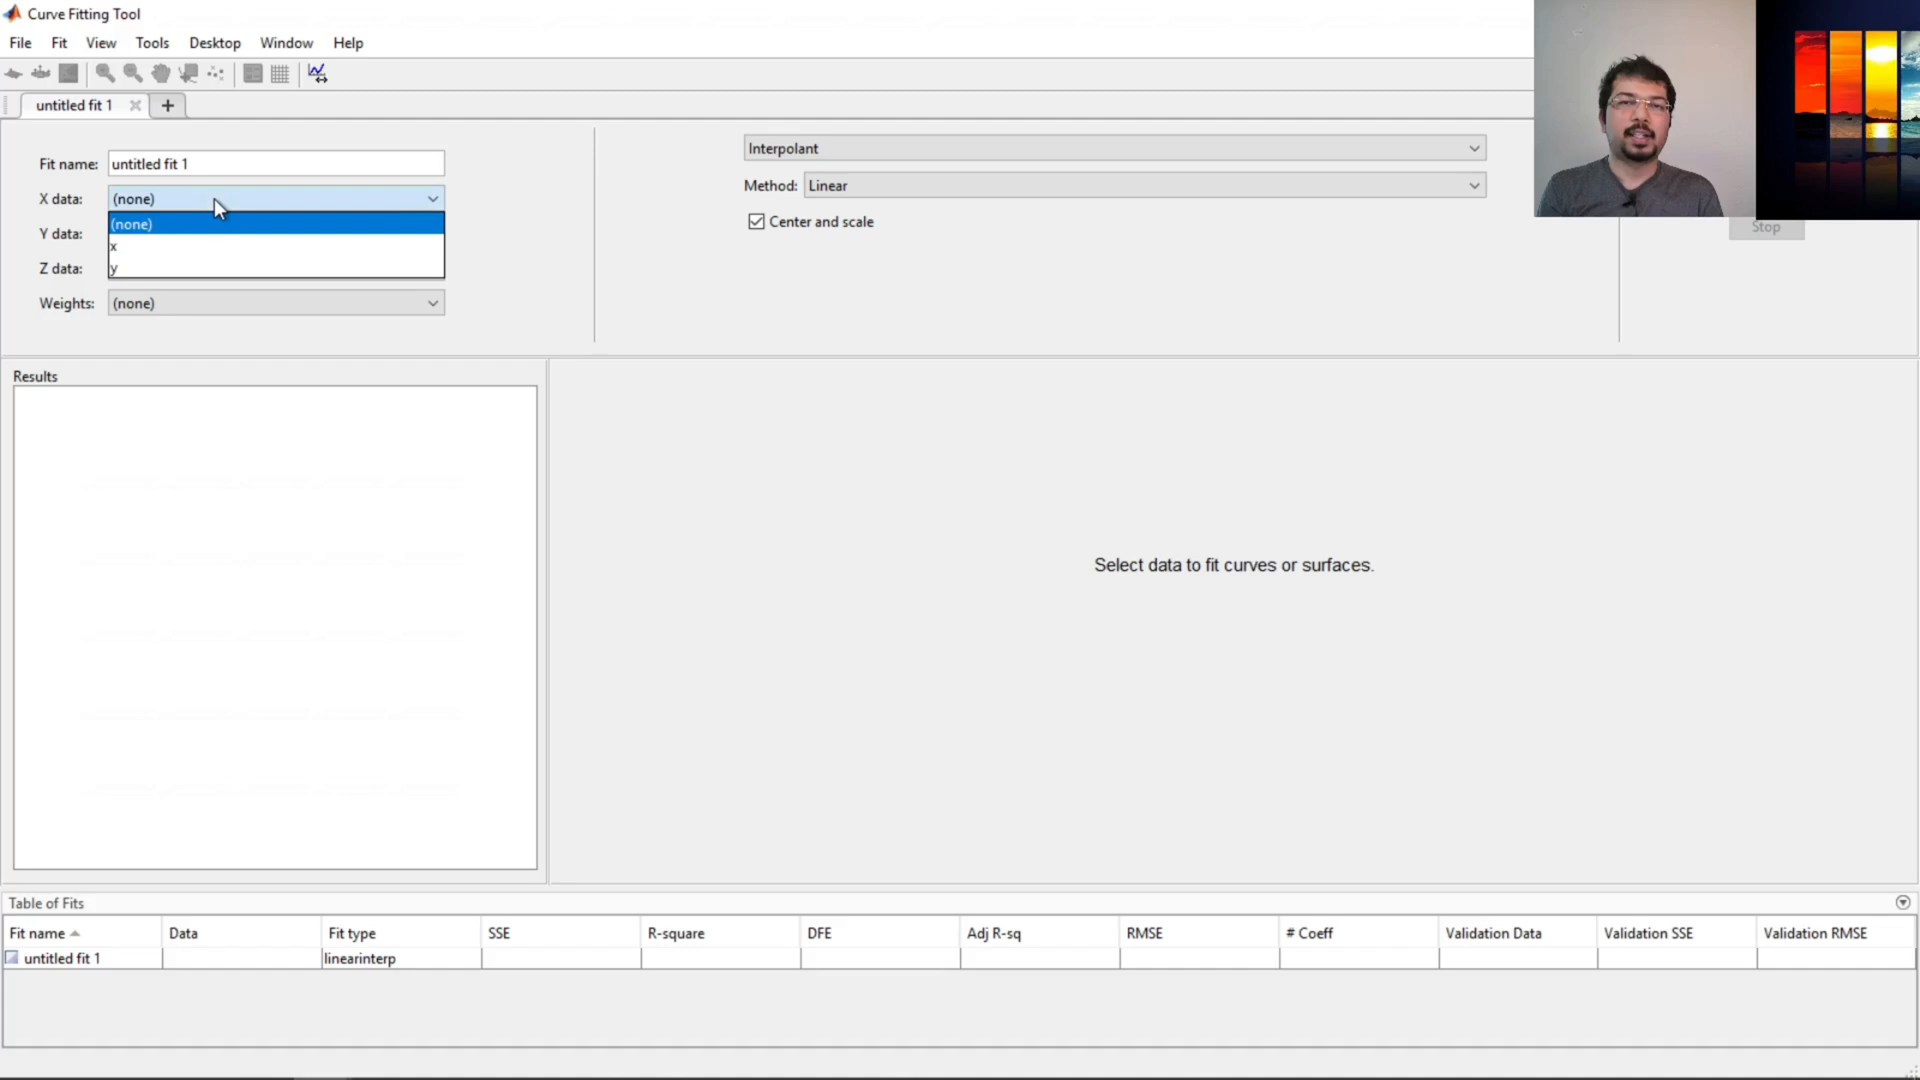 Curve Fitting Tool
File Fit View Tools Desktop Window Help
untitled fit 1
Fit name: untitled fit 1
X data: (none)
(none)
x
y
Y data:
Z data:
Weights: (none)
Interpolant
Method: Linear
Center and scale
Stop
Results
Select data to fit curves or surfaces.
Table of Fits
Fit name Data Fit type SSE R-square DFE Adj R-sq RMSE # Coeff Validation Data Validation SSE Validation RMSE
untitled fit 1 linearinterp